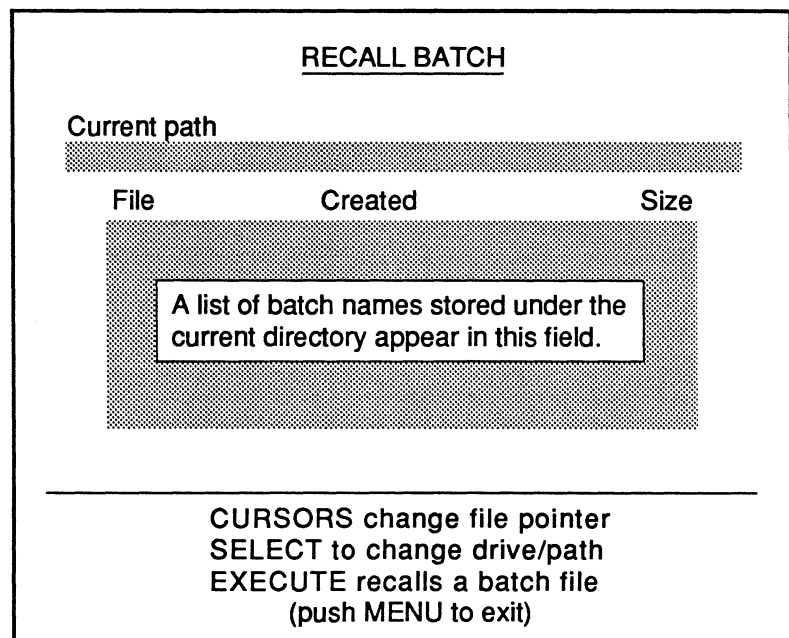 RECALL BATCH
Current path
File Created Size
A list of batch names stored under the
current directory appear in this field.
CURSORS change file pointer
SELECT to change drive/path
EXECUTE recalls a batch file
(push MENU to exit)